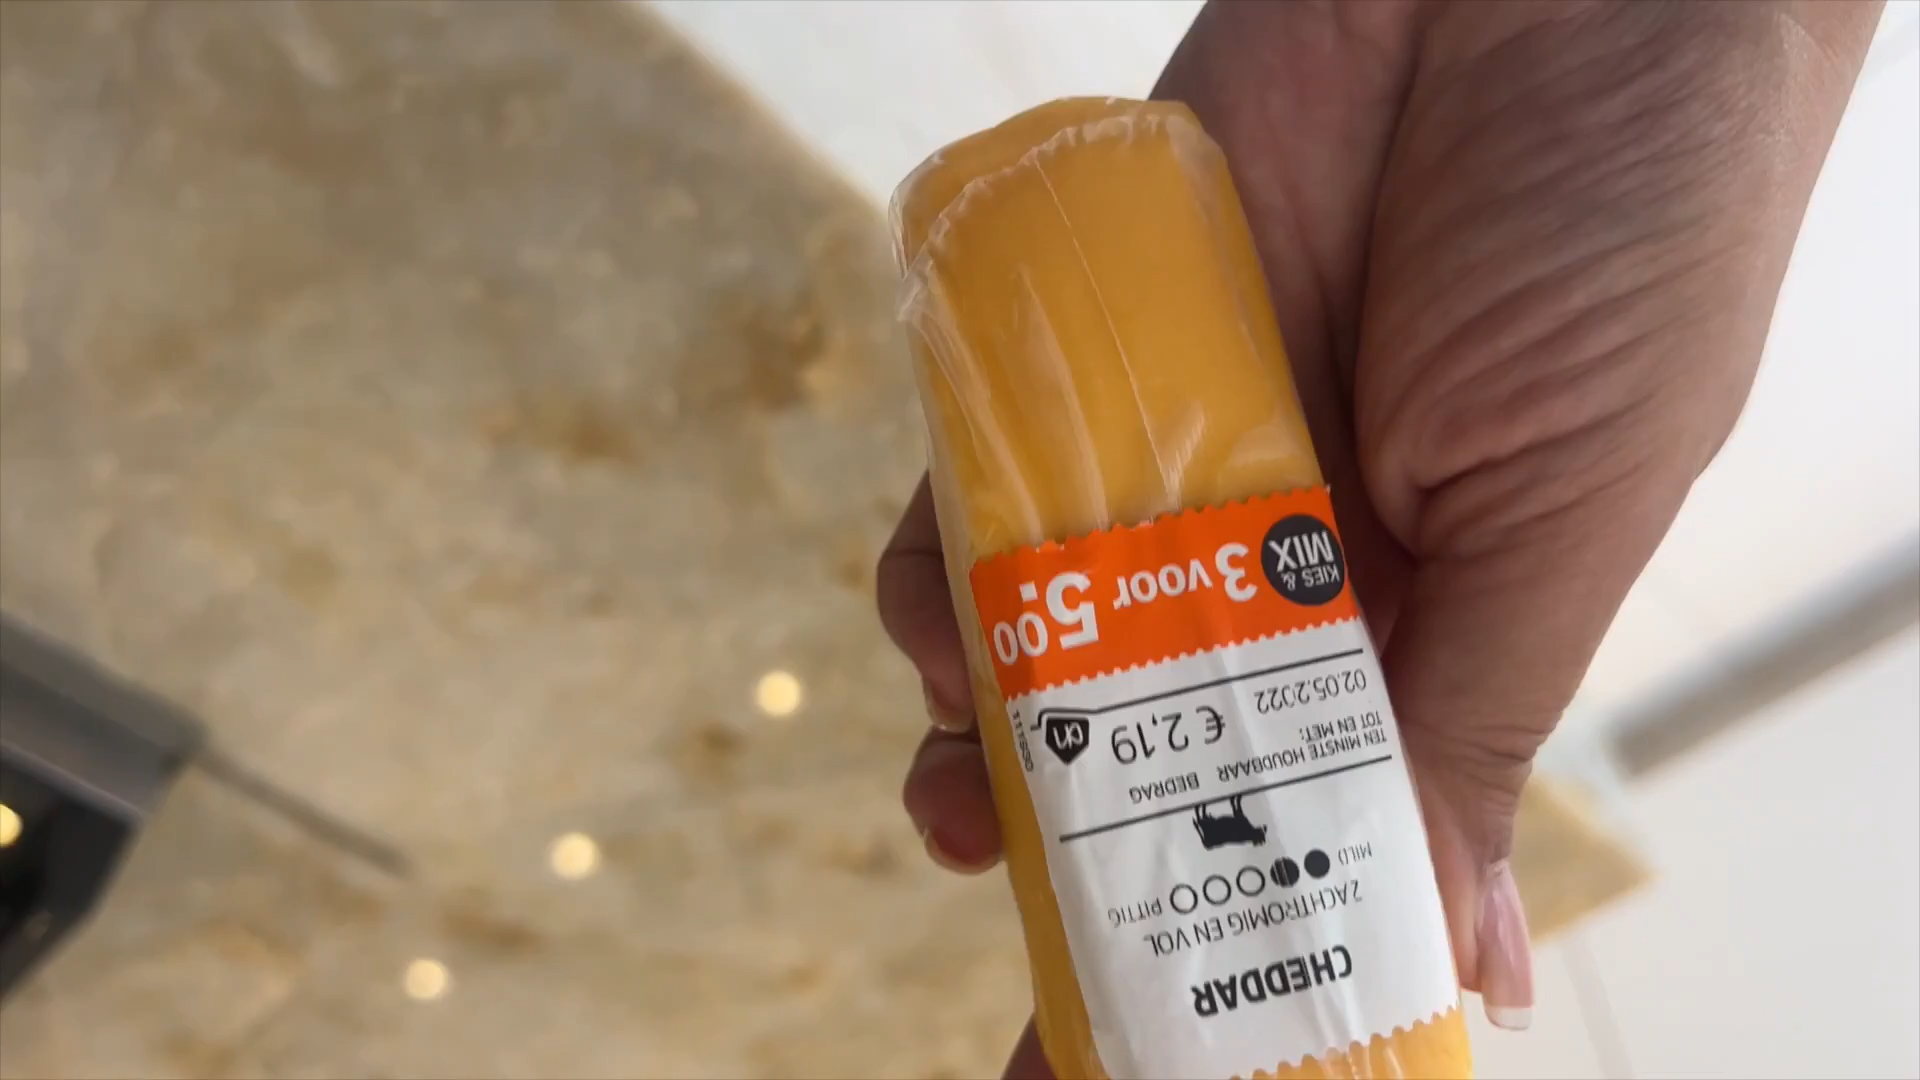 CHEDDAR
ZACHTROMIG EN VOL
MILD PITTIG
TEN MINSTE HOUDBAAR
TOT EN MET:
02.05.2022
BEDRAG
€ 2,19
ah
KIES &
MIX
3 voor 5.00